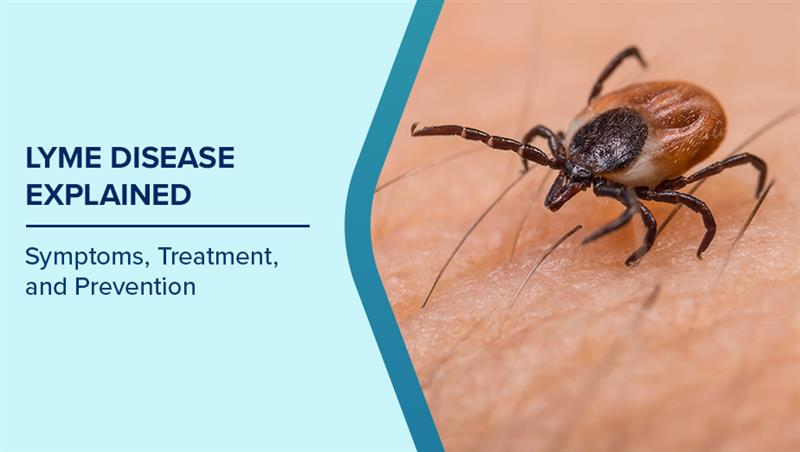 LYME DISEASE
EXPLAINED
Symptoms, Treatment,
and Prevention